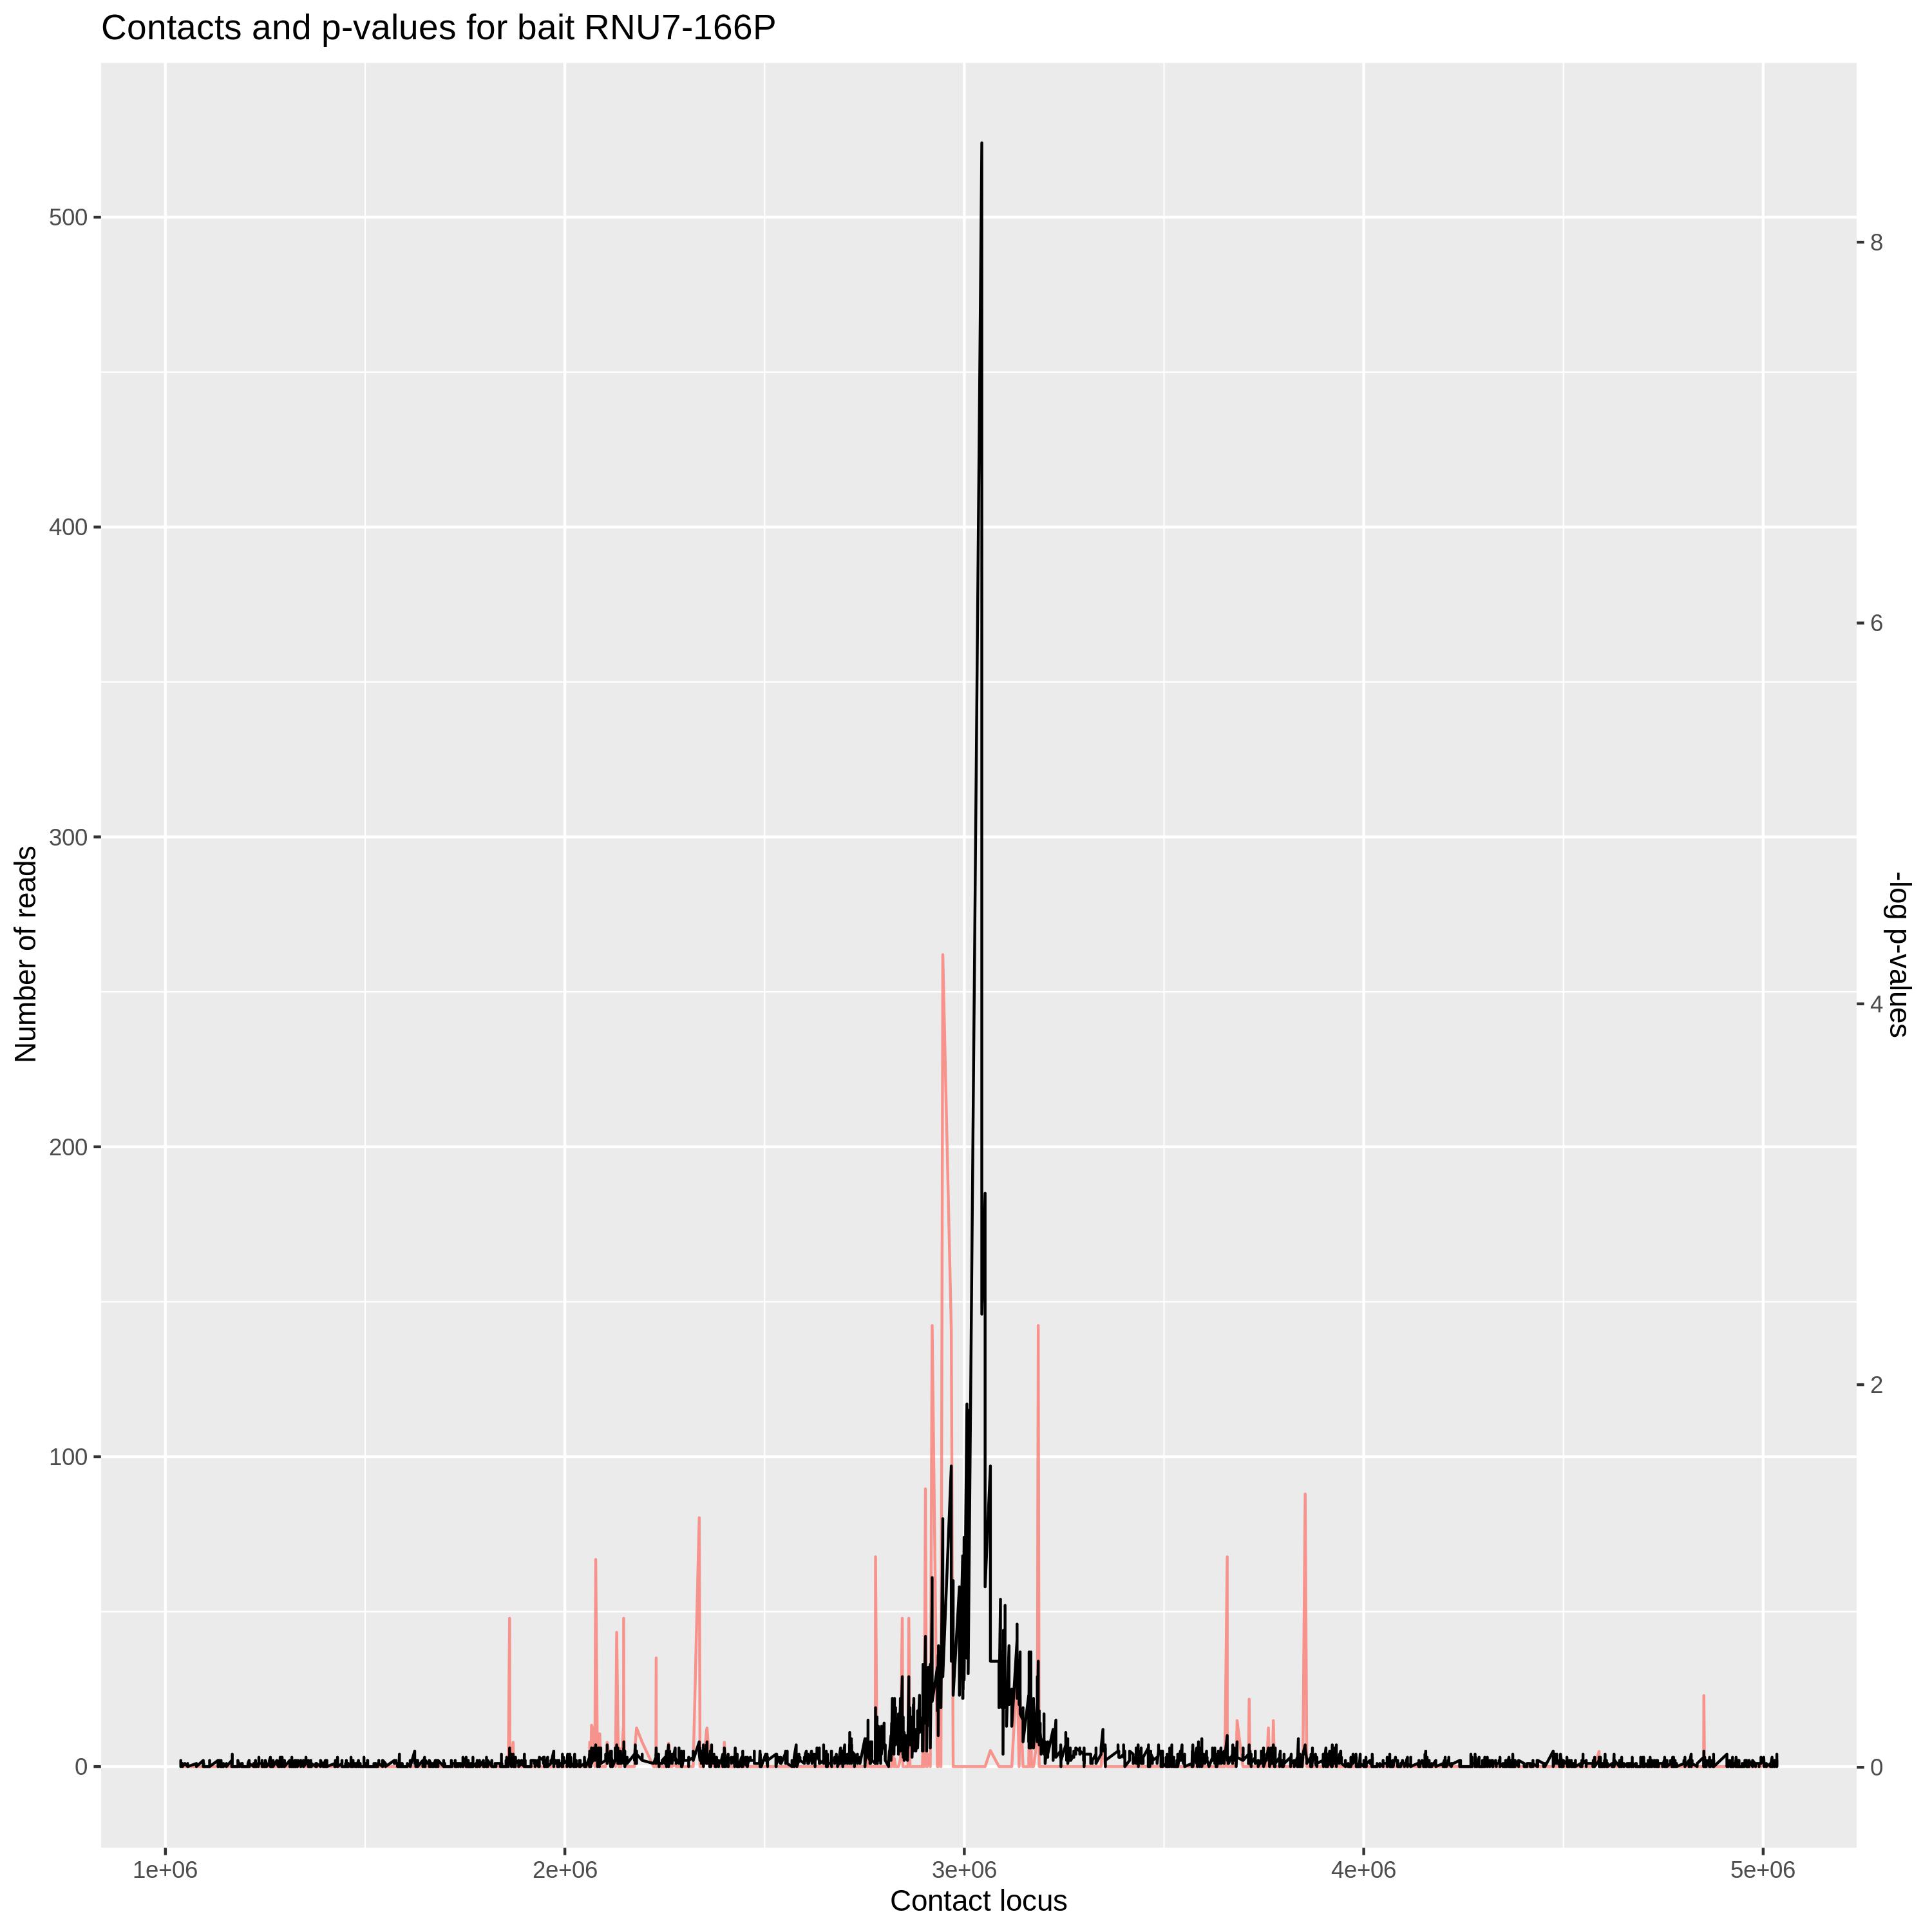 Contacts and p-values for bait RNU7-166P
500
400
300
200
100
0
Number of reads
8
6
4
2
0
-log p-values
1e+06
2e+06
3e+06
4e+06
5e+06
Contact locus